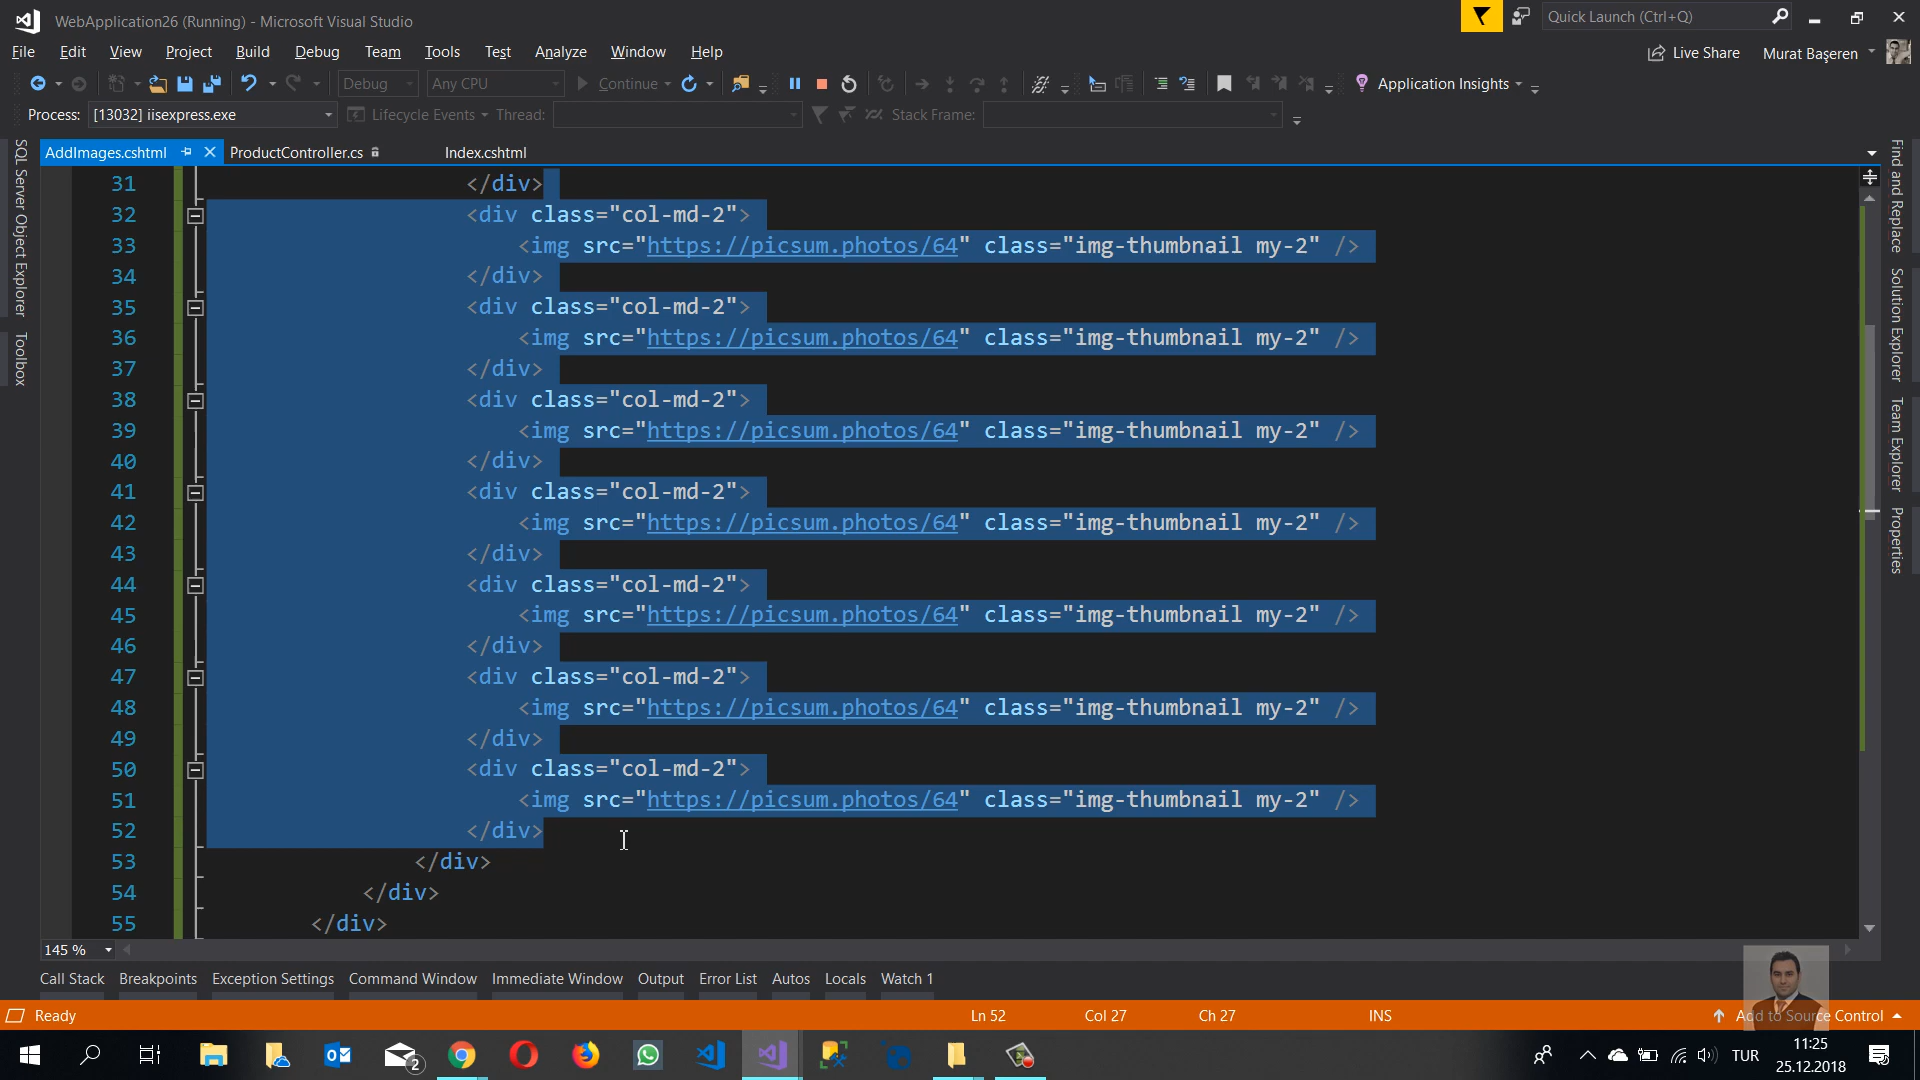 WebApplication26 (Running) - Microsoft Visual Studio
Quick Launch (Ctrl+Q)
File Edit View Project Build Debug Team Tools Test Analyze Window Help
Live Share Murat Başeren
Debug Any CPU Continue Application Insights
Process: [13032] iisexpress.exe Lifecycle Events Thread: Stack Frame:
AddImages.cshtml ProductController.cs Index.cshtml
SQL Server Object Explorer
Toolbox
Find and Replace
Solution Explorer
Team Explorer
Properties
31 </div>
32 <div class="col-md-2">
33 <img src="https://picsum.photos/64" class="img-thumbnail my-2" />
34 </div>
35 <div class="col-md-2">
36 <img src="https://picsum.photos/64" class="img-thumbnail my-2" />
37 </div>
38 <div class="col-md-2">
39 <img src="https://picsum.photos/64" class="img-thumbnail my-2" />
40 </div>
41 <div class="col-md-2">
42 <img src="https://picsum.photos/64" class="img-thumbnail my-2" />
43 </div>
44 <div class="col-md-2">
45 <img src="https://picsum.photos/64" class="img-thumbnail my-2" />
46 </div>
47 <div class="col-md-2">
48 <img src="https://picsum.photos/64" class="img-thumbnail my-2" />
49 </div>
50 <div class="col-md-2">
51 <img src="https://picsum.photos/64" class="img-thumbnail my-2" />
52 </div>
53 </div>
54 </div>
55 </div>
145 %
Call Stack Breakpoints Exception Settings Command Window Immediate Window Output Error List Autos Locals Watch 1
Ready Ln 52 Col 27 Ch 27 INS Add to Source Control
2
TUR
11:25
25.12.2018